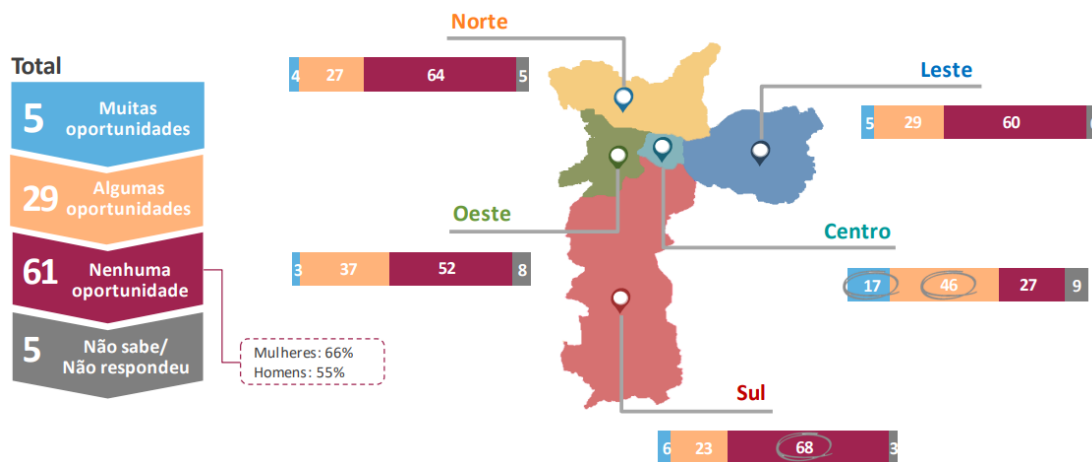 Total
5 Muitas
oportunidades
29 Algumas
oportunidades
61 Nenhuma
oportunidade
5 Não sabe/
Não respondeu
Mulheres: 66%
Homens: 55%
Norte
4 27 64 5
Leste
5 29 60
Oeste
3 37 52 8
Centro
17 46 27 9
Sul
6 23 68 3